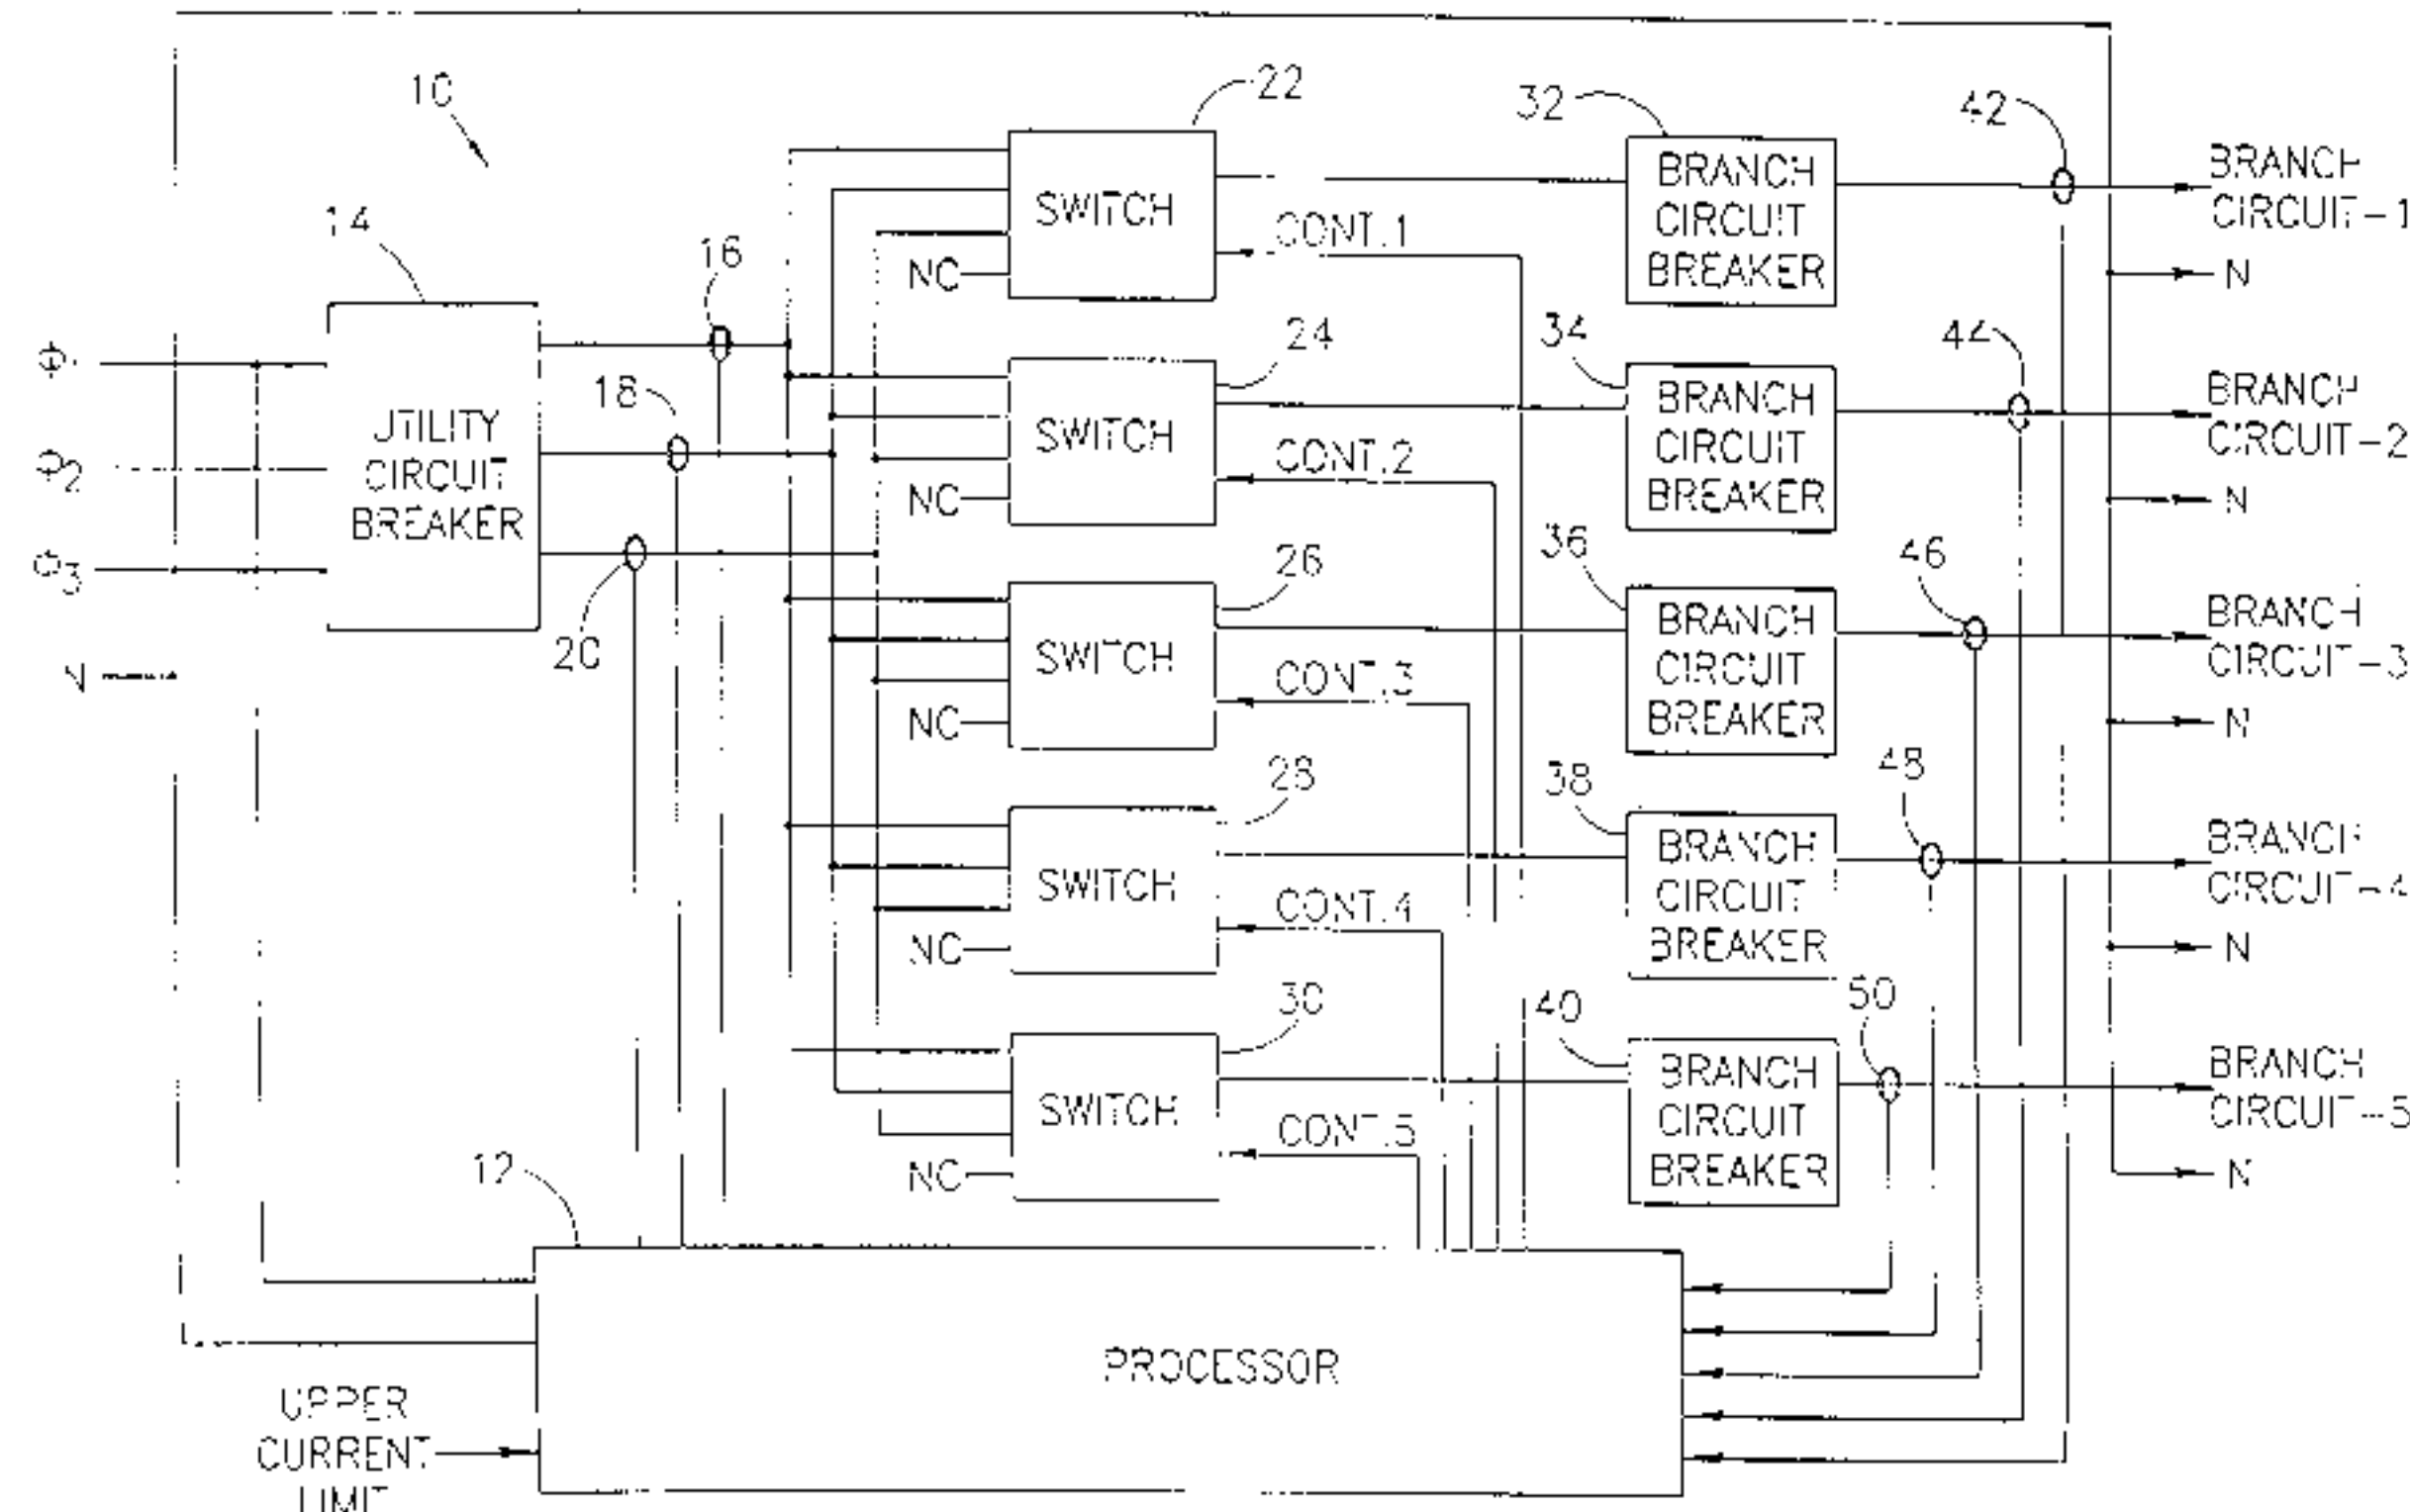 10
22
32
42
BRANCH
CIRCUIT-1
N
14
16
SWITCH
CONT.1
NC
BRANCH
CIRCUIT
BREAKER
Φ1
Φ2
Φ3
N
UTILITY
CIRCUIT
BREAKER
18
20
24
34
44
SWITCH
CONT.2
NC
BRANCH
CIRCUIT
BREAKER
BRANCH
CIRCUIT-2
N
26
36
46
SWITCH
CONT.3
NC
BRANCH
CIRCUIT
BREAKER
BRANCH
CIRCUIT-3
N
28
38
48
SWITCH
CONT.4
NC
BRANCH
CIRCUIT
BREAKER
BRANCH
CIRCUIT-4
N
30
40
50
SWITCH
CONT.5
NC
BRANCH
CIRCUIT
BREAKER
BRANCH
CIRCUIT-5
N
12
PROCESSOR
UPPER
CURRENT
LIMIT